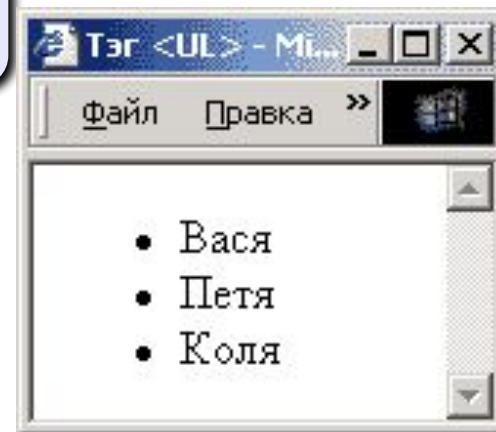 Тэг <UL> - Mi...
Файл Правка »
• Вася
• Петя
• Коля